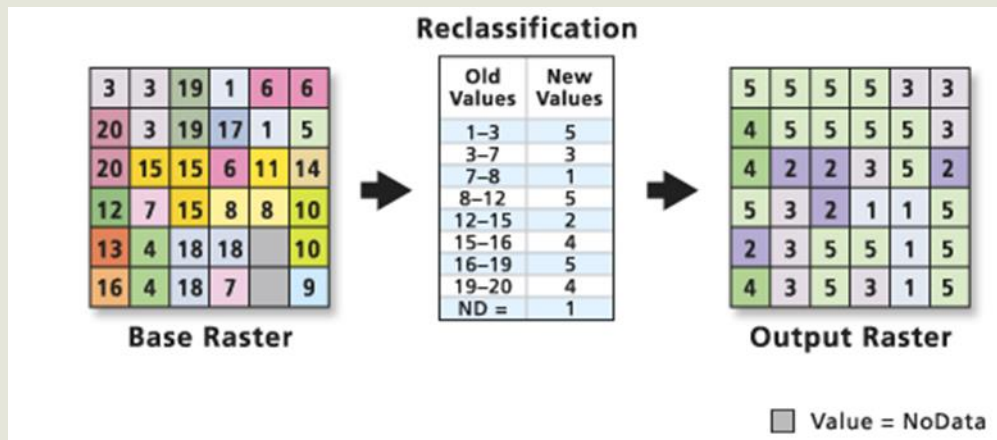 Reclassification
Old Values New Values
1–3 5
3–7 3
7–8 1
8–12 5
12–15 2
15–16 4
16–19 5
19–20 4
ND = 1
3 3 19 1 6 6
20 3 19 17 1 5
20 15 15 6 11 14
12 7 15 8 8 10
13 4 18 18 10
16 4 18 7 9
Base Raster
5 5 5 5 3 3
4 5 5 5 5 3
4 2 2 3 5 2
5 3 2 1 1 5
2 3 5 5 1 5
4 3 5 3 1 5
Output Raster
Value = NoData